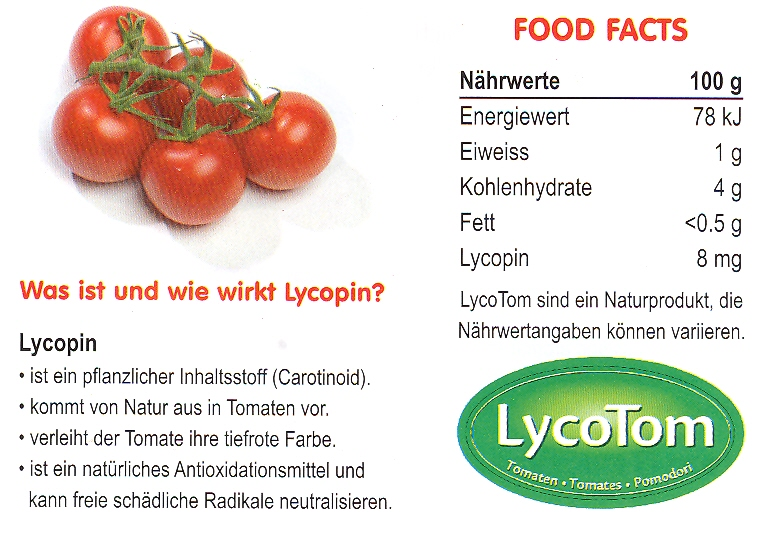 Was ist und wie wirkt Lycopin?
Lycopin
• ist ein pflanzlicher Inhaltsstoff (Carotinoid).
• kommt von Natur aus in Tomaten vor.
• verleiht der Tomate ihre tiefrote Farbe.
• ist ein natürliches Antioxidationsmittel und
kann freie schädliche Radikale neutralisieren.
FOOD FACTS
Nährwerte 100 g
Energiewert 78 kJ
Eiweiss 1 g
Kohlenhydrate 4 g
Fett <0.5 g
Lycopin 8 mg
LycoTom sind ein Naturprodukt, die
Nährwertangaben können variieren.
LycoTom
Tomaten • Tomates • Pomodori